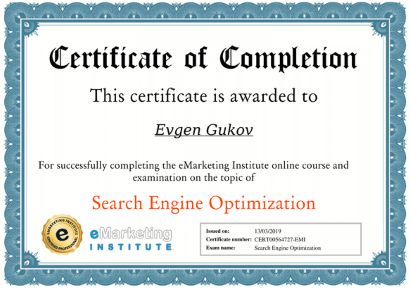 Certificate of Completion
This certificate is awarded to
Evgen Gukov
For successfully completing the eMarketing Institute online course and
examination on the topic of
Search Engine Optimization
e
eMarketing
INSTITUTE
Issued on: 13/03/2019
Certificate number: CERT00564727-EMI
Exam name: Search Engine Optimization